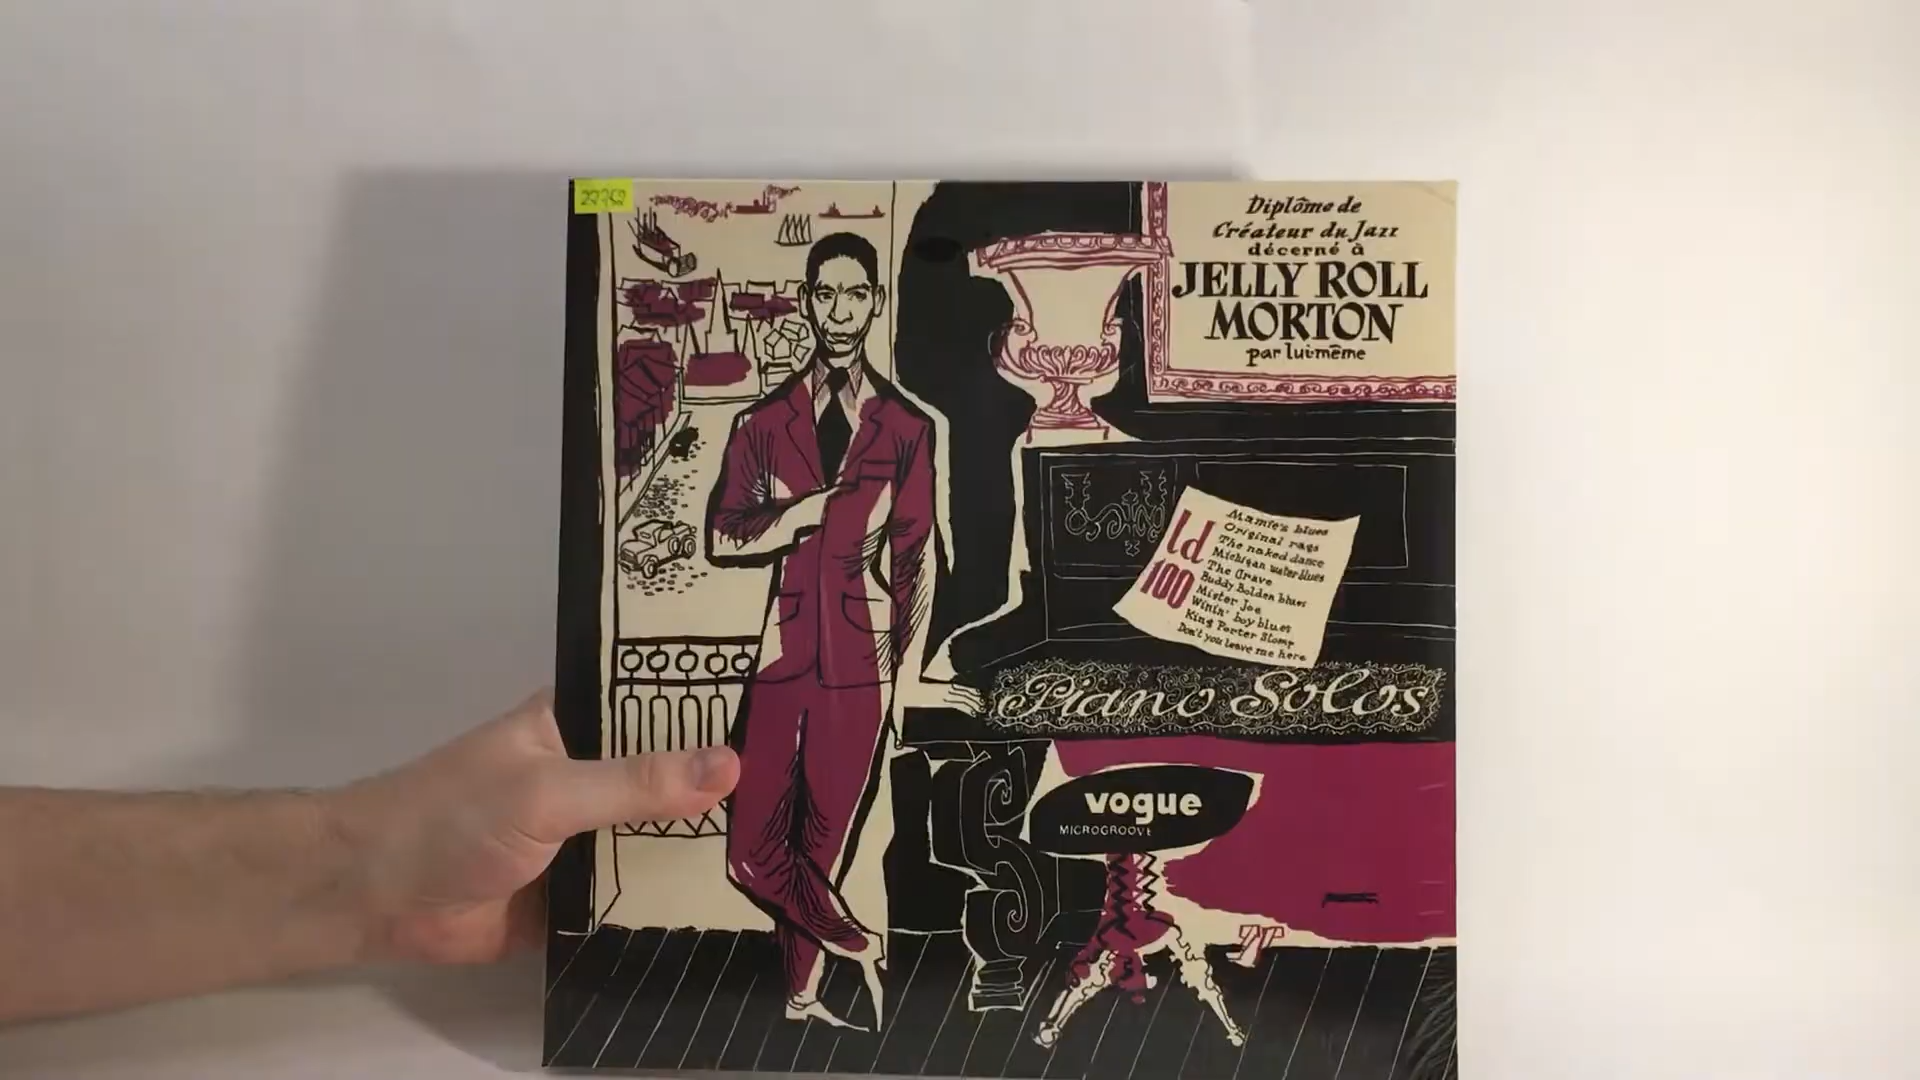 22752
Diplôme de
Créateur du Jazz
décerné à
JELLY ROLL
MORTON
par lui-même
Ld
100
Mamie's blues
Original rags
The naked dance
Michigan water blues
The Crave
Buddy Bolden blues
Mister Joe
Winin' boy blues
King Porter Stomp
Don't you leave me here
Piano Solos
vogue
MICROGROOVE